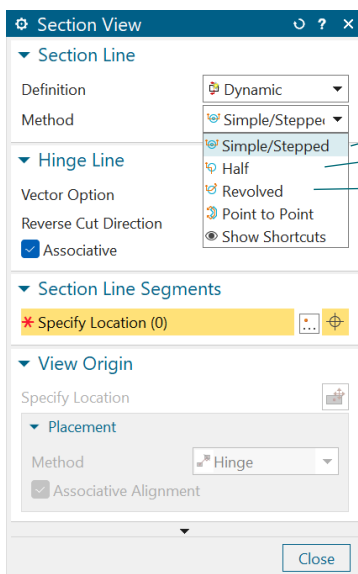 Section View
Section Line
Definition Dynamic
Method Simple/Steppe
Simple/Stepped
Hinge Line
Half
Vector Option
Revolved
Reverse Cut Direction
Point to Point
Associative
Show Shortcuts
Section Line Segments
* Specify Location (0)
View Origin
Specify Location
Placement
Method Hinge
Associative Alignment
Close